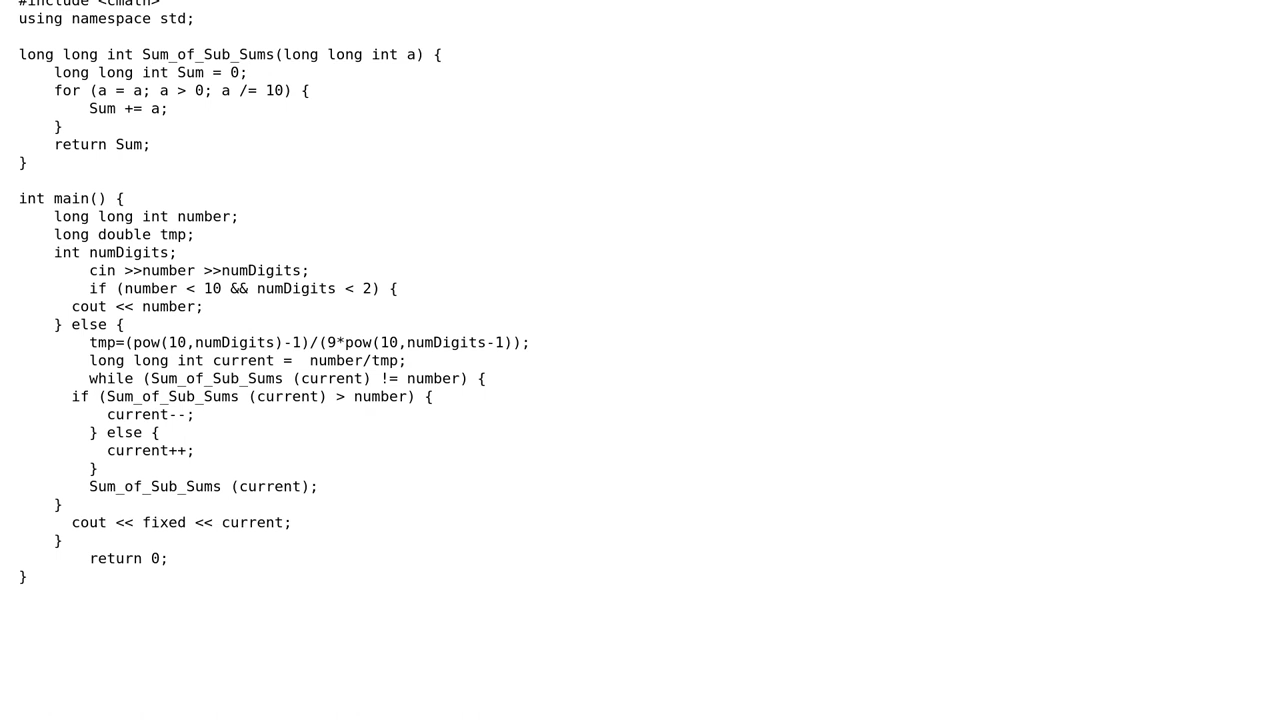 #include <cmath>
using namespace std;

long long int Sum_of_Sub_Sums(long long int a) {
    long long int Sum = 0;
    for (a = a; a > 0; a /= 10) {
        Sum += a;
    }
    return Sum;
}

int main() {
    long long int number;
    long double tmp;
    int numDigits;
        cin >>number >>numDigits;
        if (number < 10 && numDigits < 2) {
      cout << number;
    } else {
        tmp=(pow(10,numDigits)-1)/(9*pow(10,numDigits-1));
        long long int current =  number/tmp;
        while (Sum_of_Sub_Sums (current) != number) {
      if (Sum_of_Sub_Sums (current) > number) {
          current--;
        } else {
          current++;
        }
        Sum_of_Sub_Sums (current);
    }
      cout << fixed << current;
    }
        return 0;
}